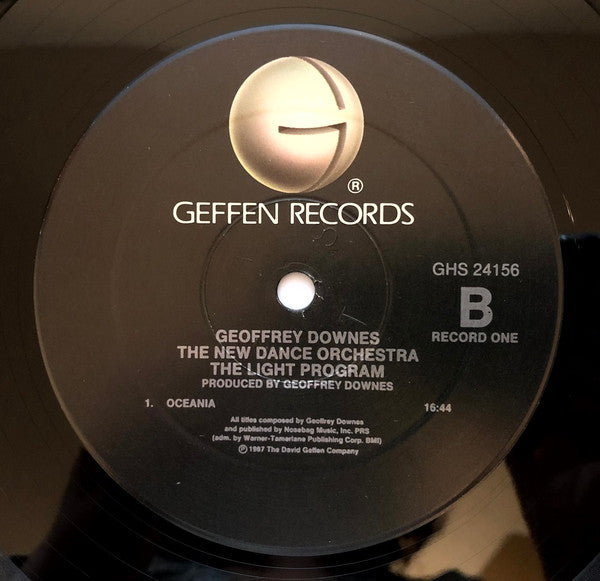 ®
GEFFEN RECORDS
GHS 24156
B
RECORD ONE
GEOFFREY DOWNES
THE NEW DANCE ORCHESTRA
THE LIGHT PROGRAM
PRODUCED BY GEOFFREY DOWNES
1. OCEANIA 16:44
All titles composed by Geoffrey Downes
and published by Nosebag Music, Inc. PRS
(adm. by Warner-Tamerlane Publishing Corp. BMI)
℗ 1987 The David Geffen Company